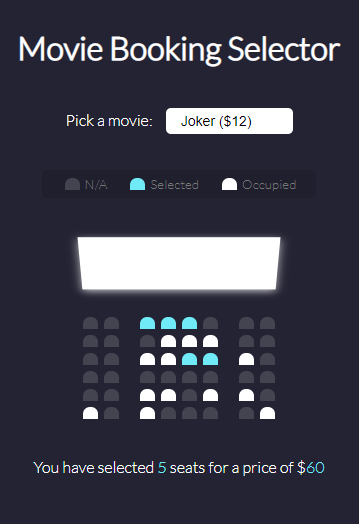 Movie Booking Selector
Pick a movie: Joker ($12)
N/A Selected Occupied
You have selected 5 seats for a price of $60